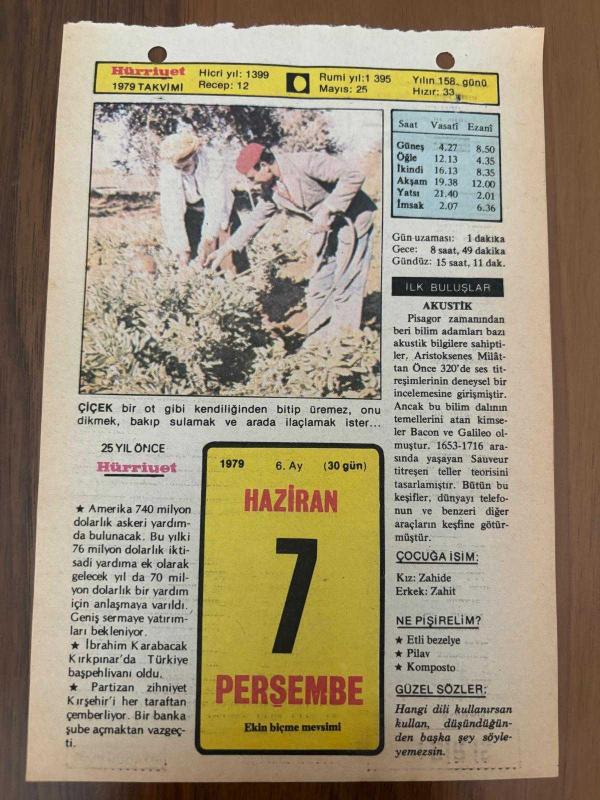 Hürriyet
1979 TAKVİMİ
Hicri yıl: 1399
Recep: 12
Rumi yıl:1 395
Mayıs: 25
Yılın 158. günü
Hızır: 33
Saat Vasatî Ezanî
Güneş 4.27 8.50
Öğle 12.13 4.35
İkindi 16.13 8.35
Akşam 19.38 12.00
Yatsı 21.40 2.01
İmsak 2.07 6.36
Gün uzaması: 1 dakika
Gece: 8 saat, 49 dakika
Gündüz: 15 saat, 11 dak.
İLK BULUŞLAR
AKUSTİK
Pisagor zamanından
beri bilim adamları bazı
akustik bilgilere sahipti-
ler, Aristoksenes Milât-
tan Önce 320'de ses tit-
reşimlerinin deneysel bir
incelemesine girişmiştir.
Ancak bu bilim dalının
temellerini atan kimse-
ler Bacon ve Galileo ol-
muştur. 1653-1716 ara-
sında yaşayan Sauveur
titreşen teller teorisini
tasarlamıştır. Bütün bu
keşifler, dünyayı telefo-
nun ve benzeri diğer
araçların keşfine götür-
müştür.
ÇOCUĞA İSİM:
Kız: Zahide
Erkek: Zahit
NE PİŞİRELİM?
★ Etli bezelye
★ Pilav
★ Komposto
GÜZEL SÖZLER:
Hangi dili kullanırsan
kullan, düşündüğün-
den başka şey söyle-
yemezsin.
ÇİÇEK bir ot gibi kendiliğinden bitip üremez, onu
dikmek, bakıp sulamak ve arada ilaçlamak ister...
25 YIL ÖNCE
Hürriyet
★ Amerika 740 milyon
dolarlık askeri yardım-
da bulunacak. Bu yılki
76 milyon dolarlık ikti-
sadi yardıma ek olarak
gelecek yıl da 70 mil-
yon dolarlık bir yardım
için anlaşmaya varıldı.
Geniş sermaye yatırım-
ları bekleniyor.
★ İbrahim Karabacak
Kırkpınar'da Türkiye
başpehlivanı oldu.
★ Partizan zihniyet
Kırşehir'i her taraftan
çemberliyor. Bir banka
şube açmaktan vazgeç-
ti.
1979 6. Ay (30 gün)
HAZİRAN
7
PERŞEMBE
Ekin biçme mevsimi